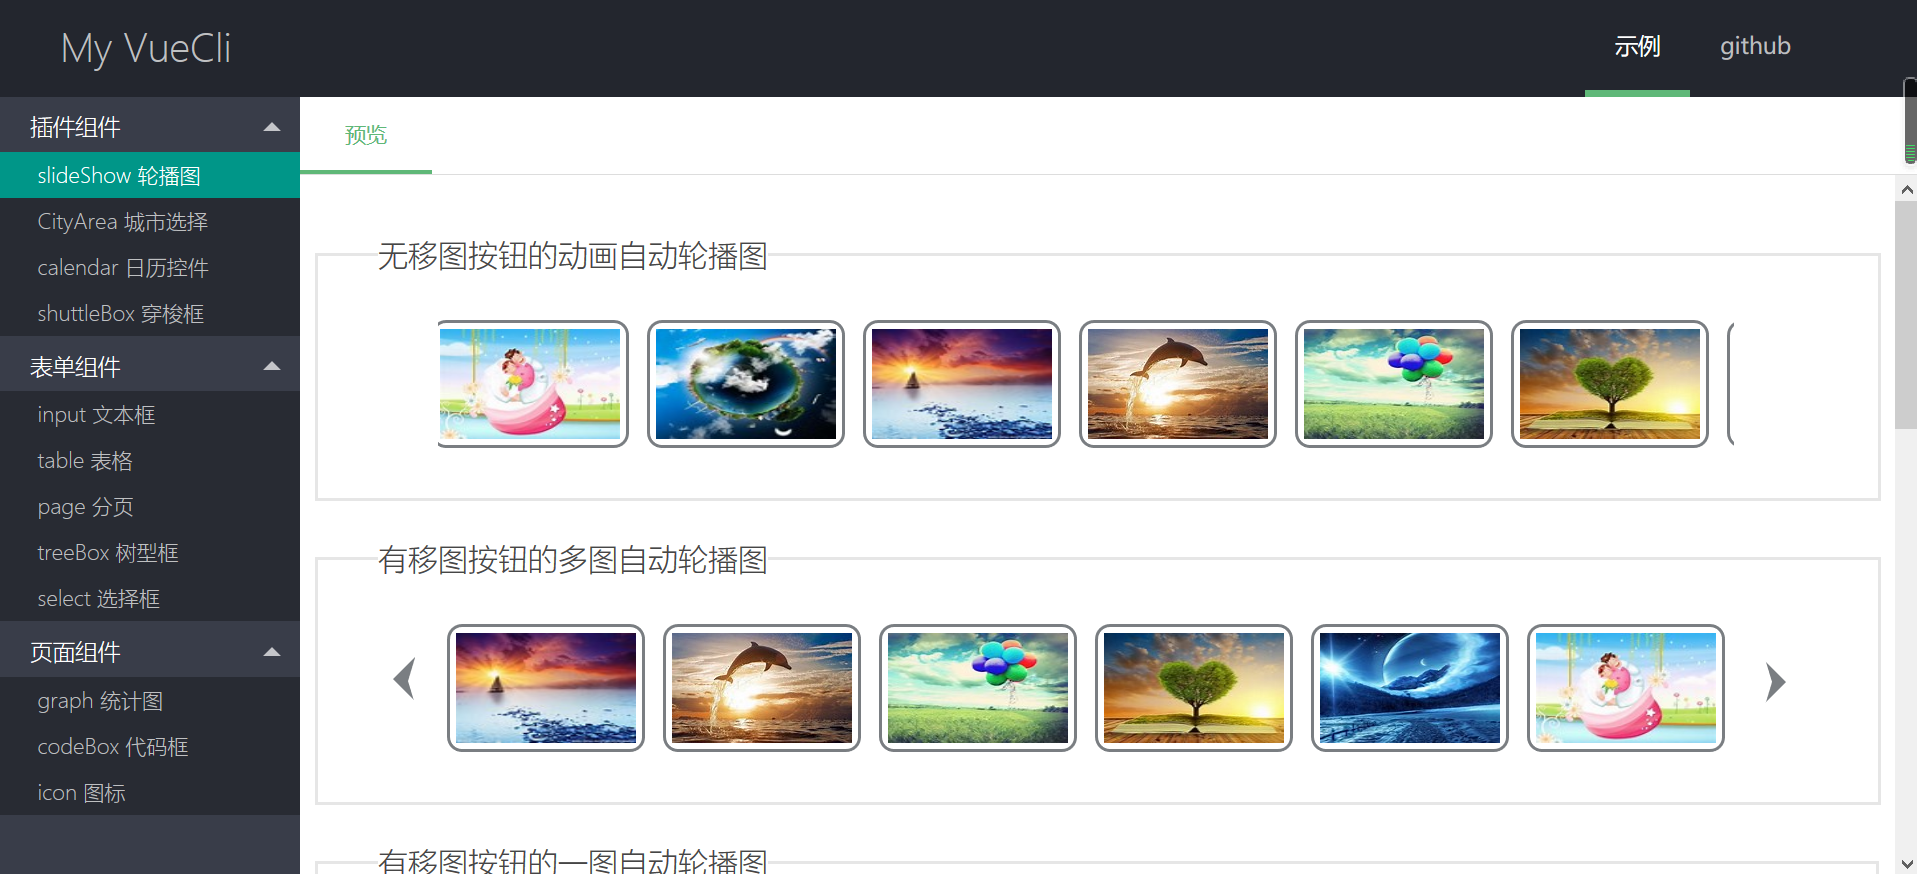 My VueCli
示例
github
插件组件
slideShow 轮播图
CityArea 城市选择
calendar 日历控件
shuttleBox 穿梭框
表单组件
input 文本框
table 表格
page 分页
treeBox 树型框
select 选择框
页面组件
graph 统计图
codeBox 代码框
icon 图标
预览
无移图按钮的动画自动轮播图
有移图按钮的多图自动轮播图
有移图按钮的一图自动轮播图